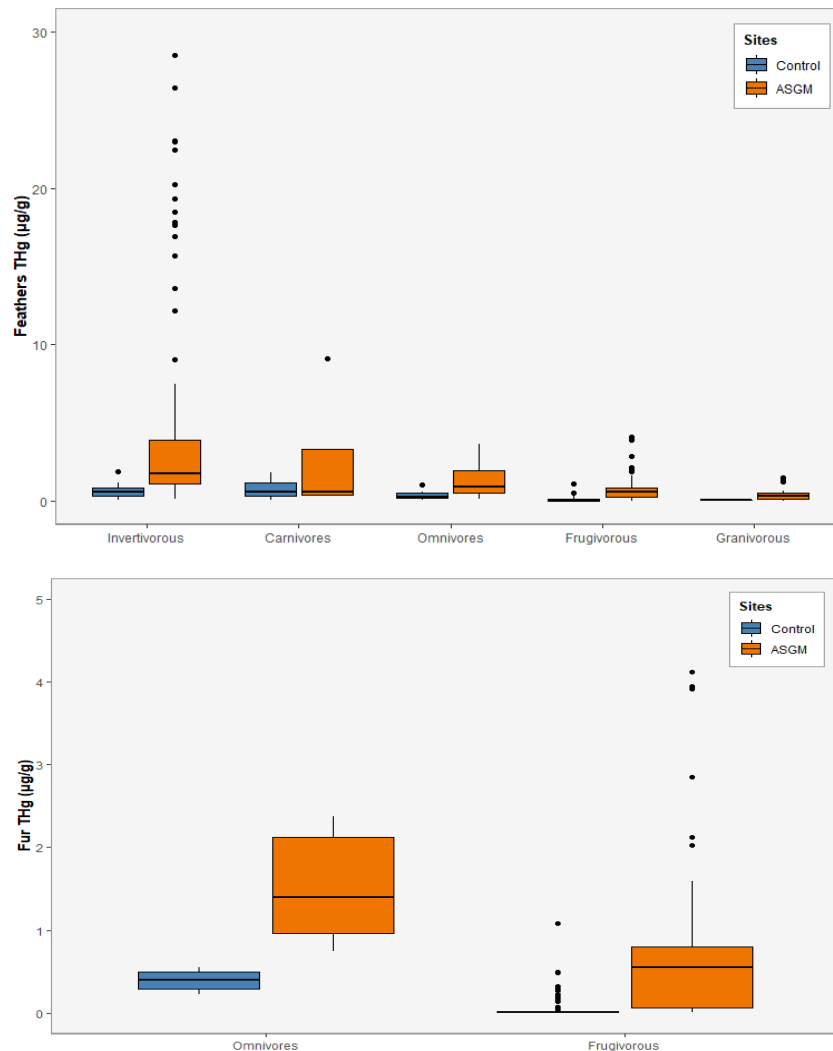 30
20
10
0
Feathers THg (µg/g)
Sites
Control
ASGM
Invertivorous Carnivores Omnivores Frugivorous Granivorous
5
4
3
2
1
0
Fur THg (µg/g)
Sites
Control
ASGM
Omnivores Frugivorous